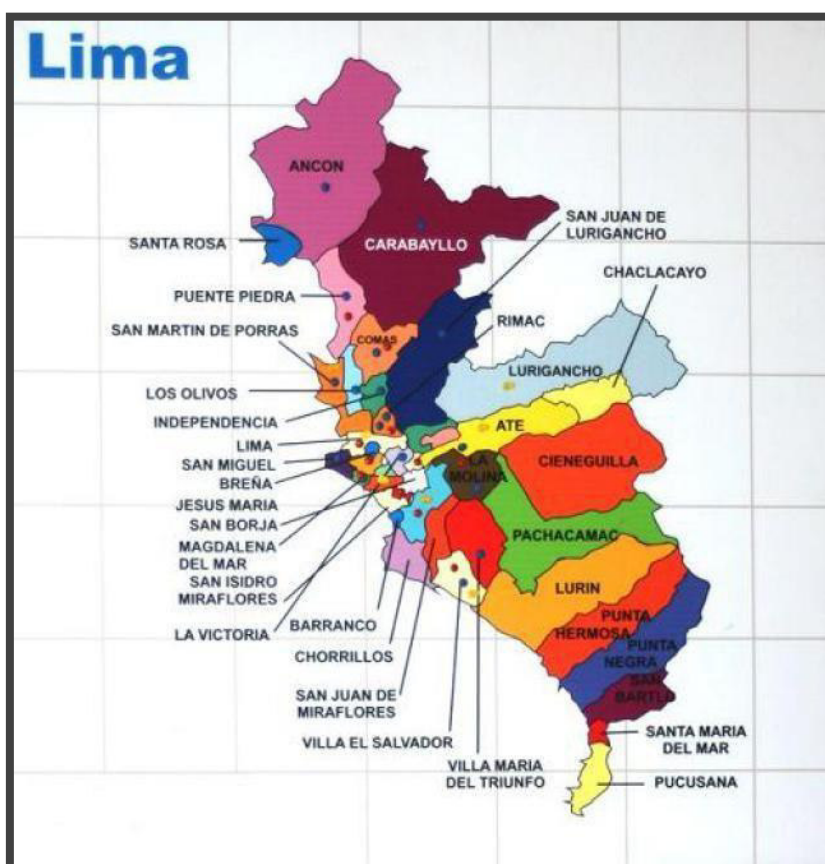 Lima
ANCON
SAN JUAN DE
LURIGANCHO
SANTA ROSA
CARABAYLLO
CHACLACAYO
PUENTE PIEDRA
RIMAC
SAN MARTIN DE PORRAS
COMAS
LURIGANCHO
LOS OLIVOS
INDEPENDENCIA
ATE
LIMA
SAN MIGUEL
LA
MOLINA
CIENEGUILLA
BREÑA
JESUS MARIA
SAN BORJA
PACHACAMAC
MAGDALENA
DEL MAR
SAN ISIDRO
MIRAFLORES
LURIN
LA VICTORIA
BARRANCO
PUNTA
HERMOSA
CHORRILLOS
PUNTA
NEGRA
SAN
BARTLO
SAN JUAN DE
MIRAFLORES
VILLA EL SALVADOR
SANTA MARIA
DEL MAR
VILLA MARIA
DEL TRIUNFO
PUCUSANA